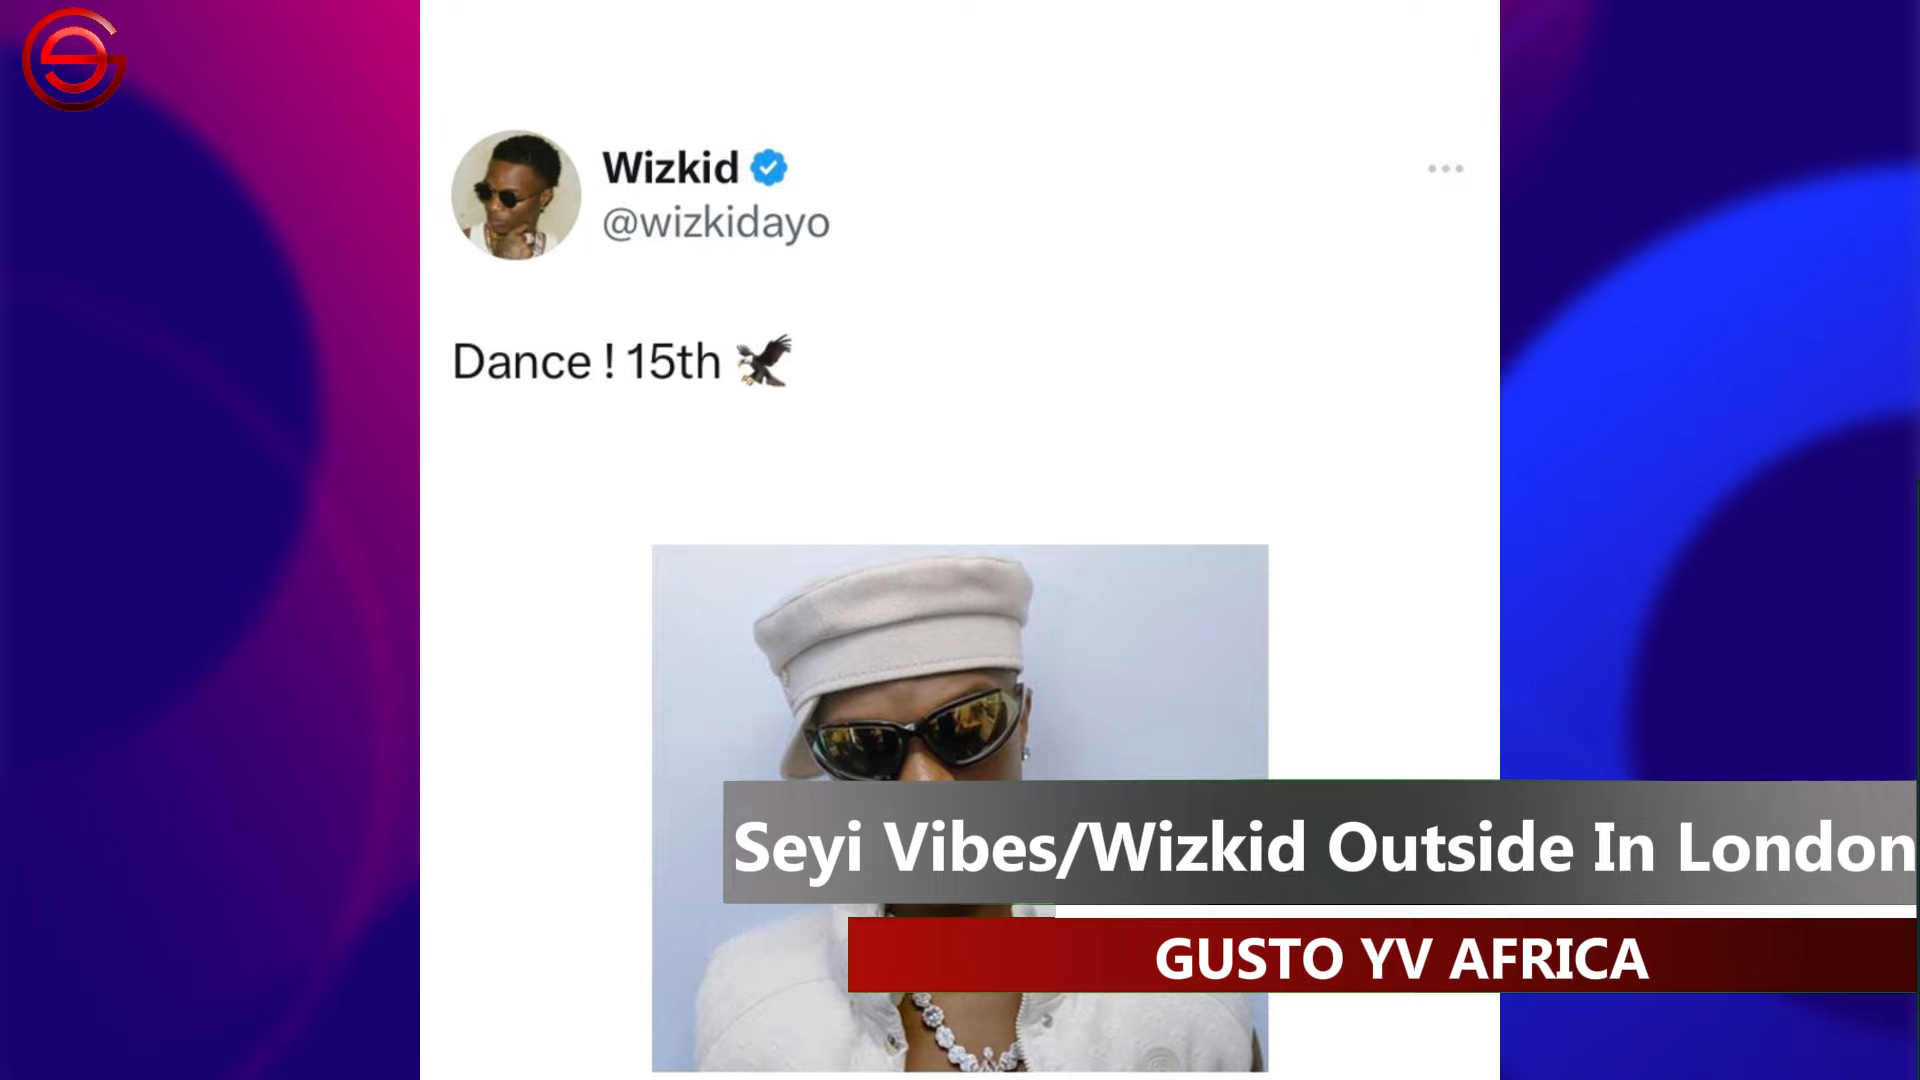 Wizkid
@wizkidayo
Dance ! 15th 🦅
Seyi Vibes/Wizkid Outside In London
GUSTO YV AFRICA